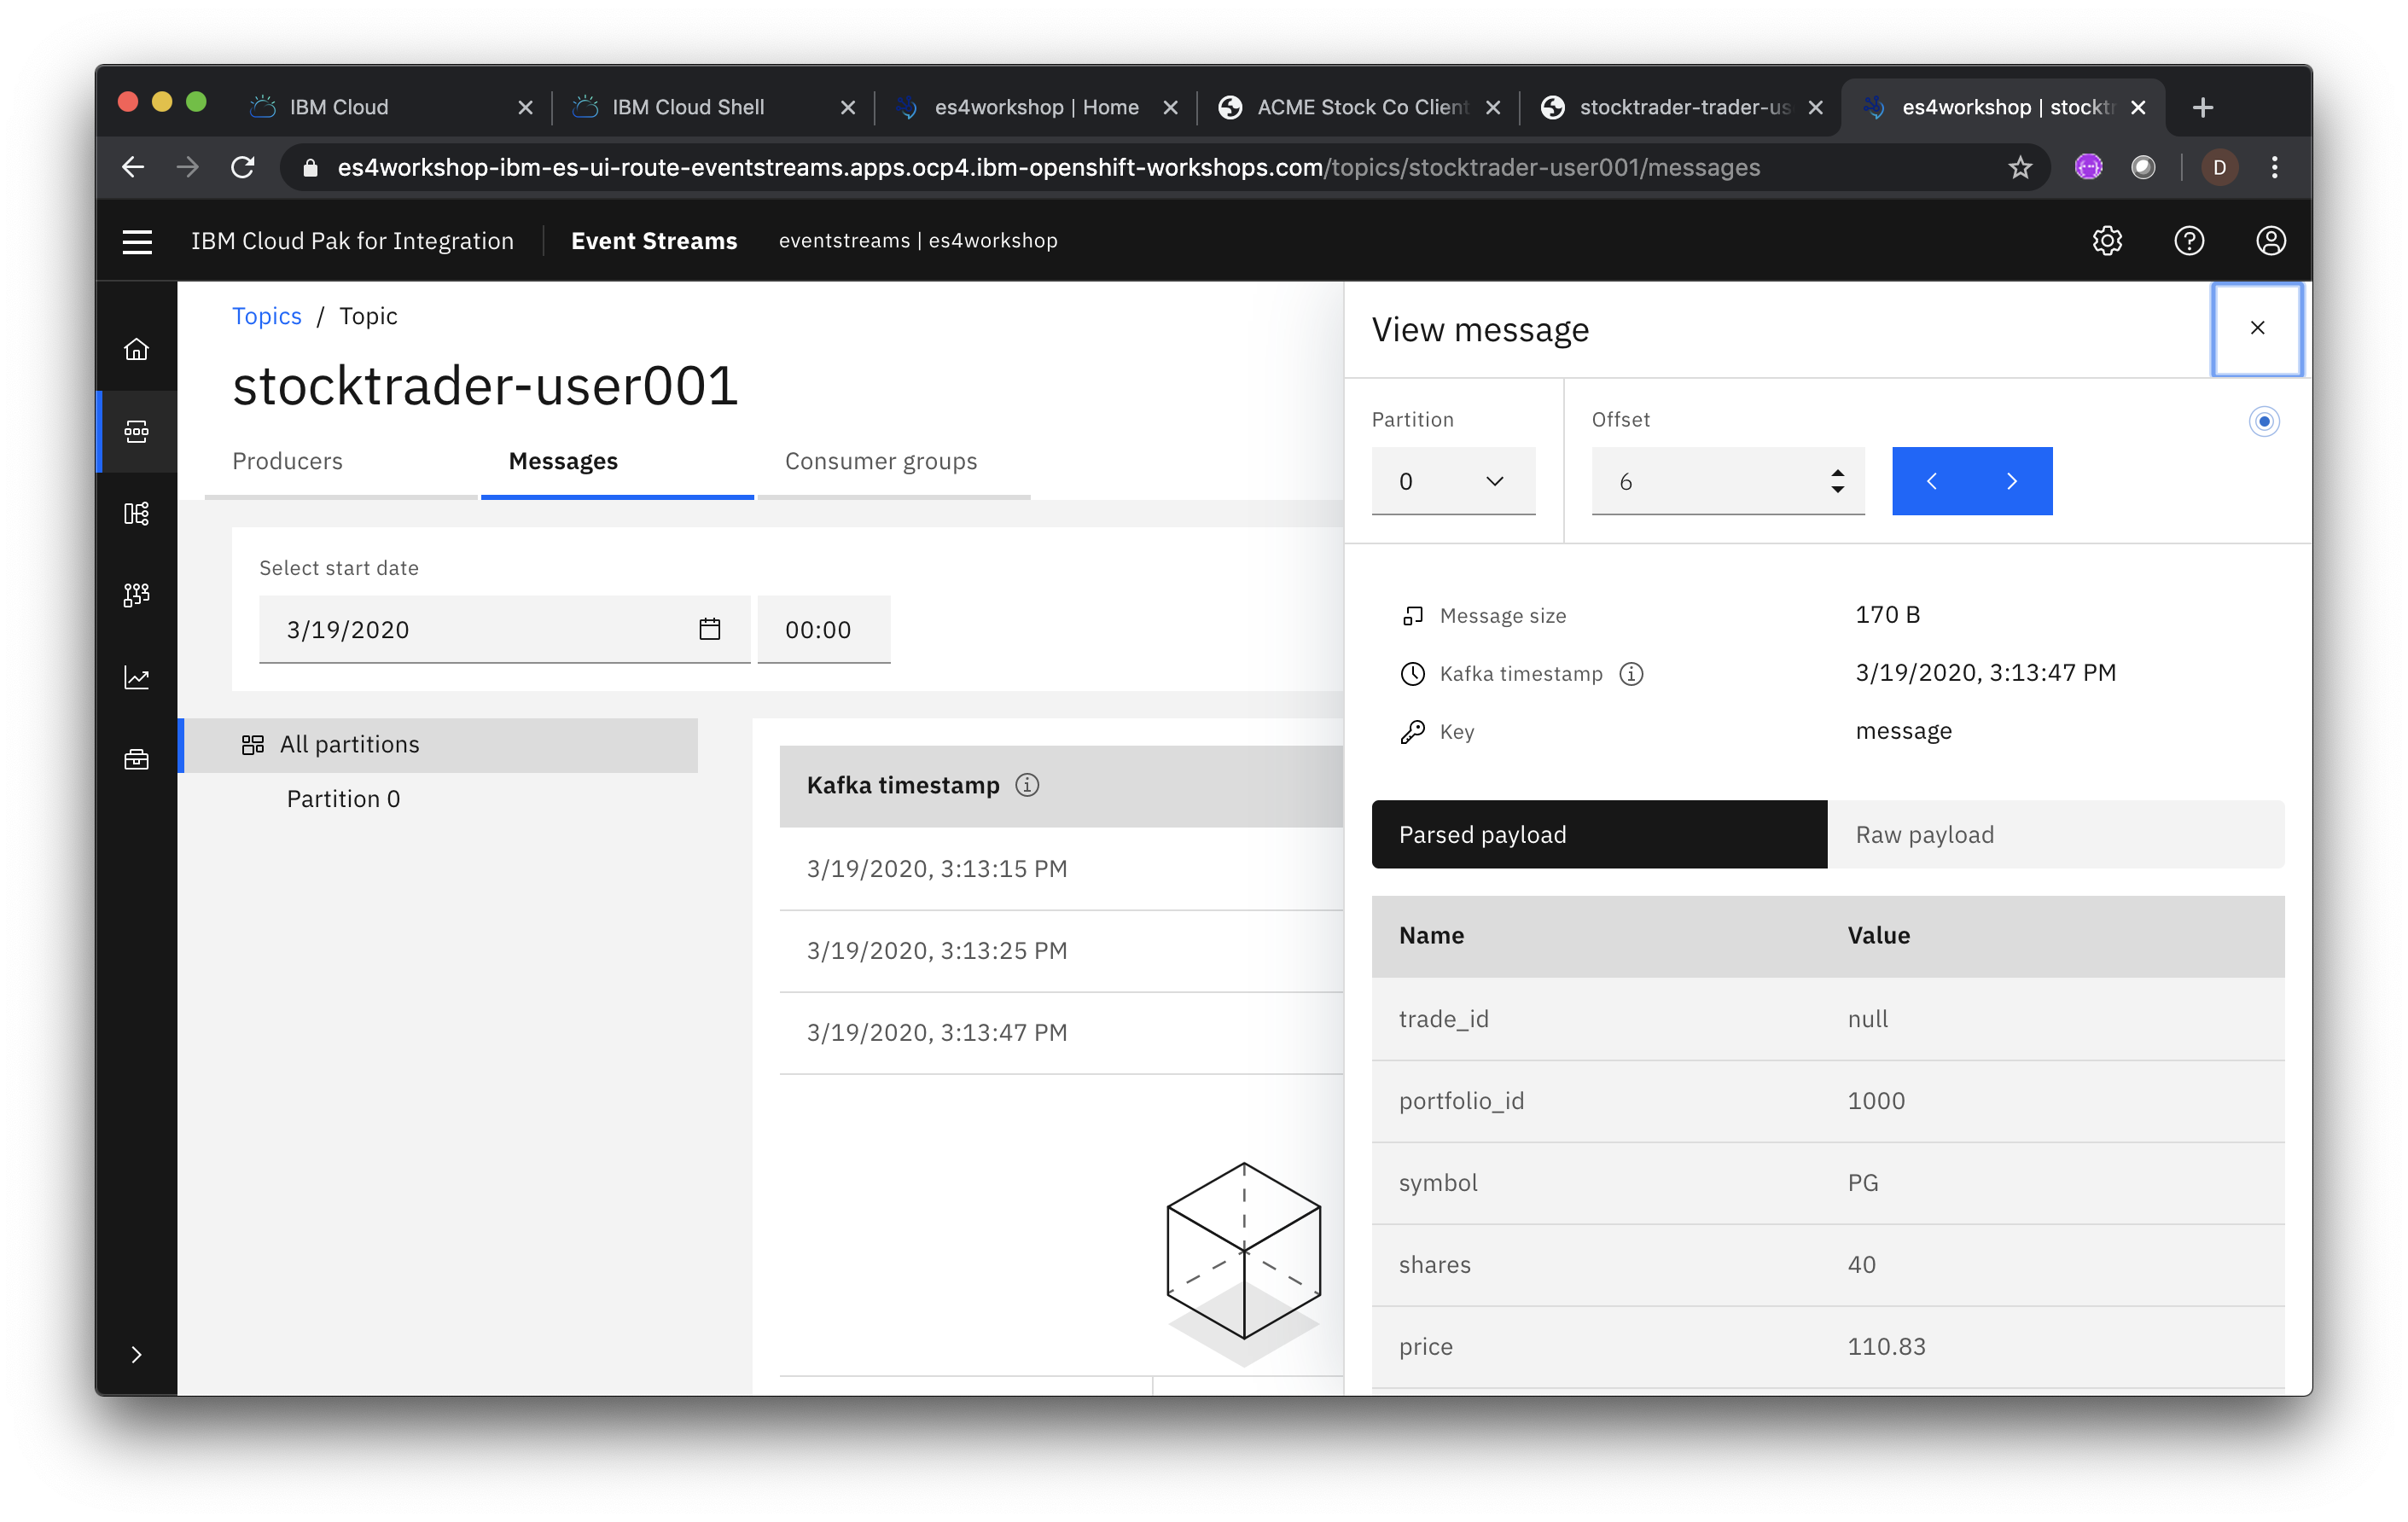 IBM Cloud
IBM Cloud Shell
es4workshop | Home
ACME Stock Co Client
stocktrader-trader-us
es4workshop | stockt
es4workshop-ibm-es-ui-route-eventstreams.apps.ocp4.ibm-openshift-workshops.com/topics/stocktrader-user001/messages
D
IBM Cloud Pak for Integration
Event Streams
eventstreams | es4workshop
Topics / Topic
stocktrader-user001
Producers
Messages
Consumer groups
Select start date
3/19/2020
00:00
All partitions
Partition 0
Kafka timestamp
3/19/2020, 3:13:15 PM
3/19/2020, 3:13:25 PM
3/19/2020, 3:13:47 PM
View message
Partition
Offset
0
6
Message size
170 B
Kafka timestamp
3/19/2020, 3:13:47 PM
Key
message
Parsed payload
Raw payload
Name
Value
trade_id
null
portfolio_id
1000
symbol
PG
shares
40
price
110.83